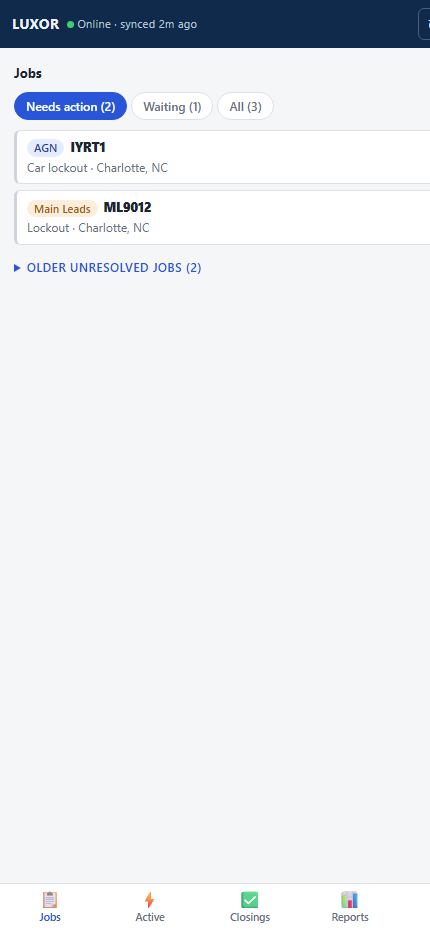 LUXOR Online · synced 2m ago
Jobs
Needs action (2) Waiting (1) All (3)
AGN IYRT1
Car lockout · Charlotte, NC
Main Leads ML9012
Lockout · Charlotte, NC
OLDER UNRESOLVED JOBS (2)
Jobs Active Closings Reports